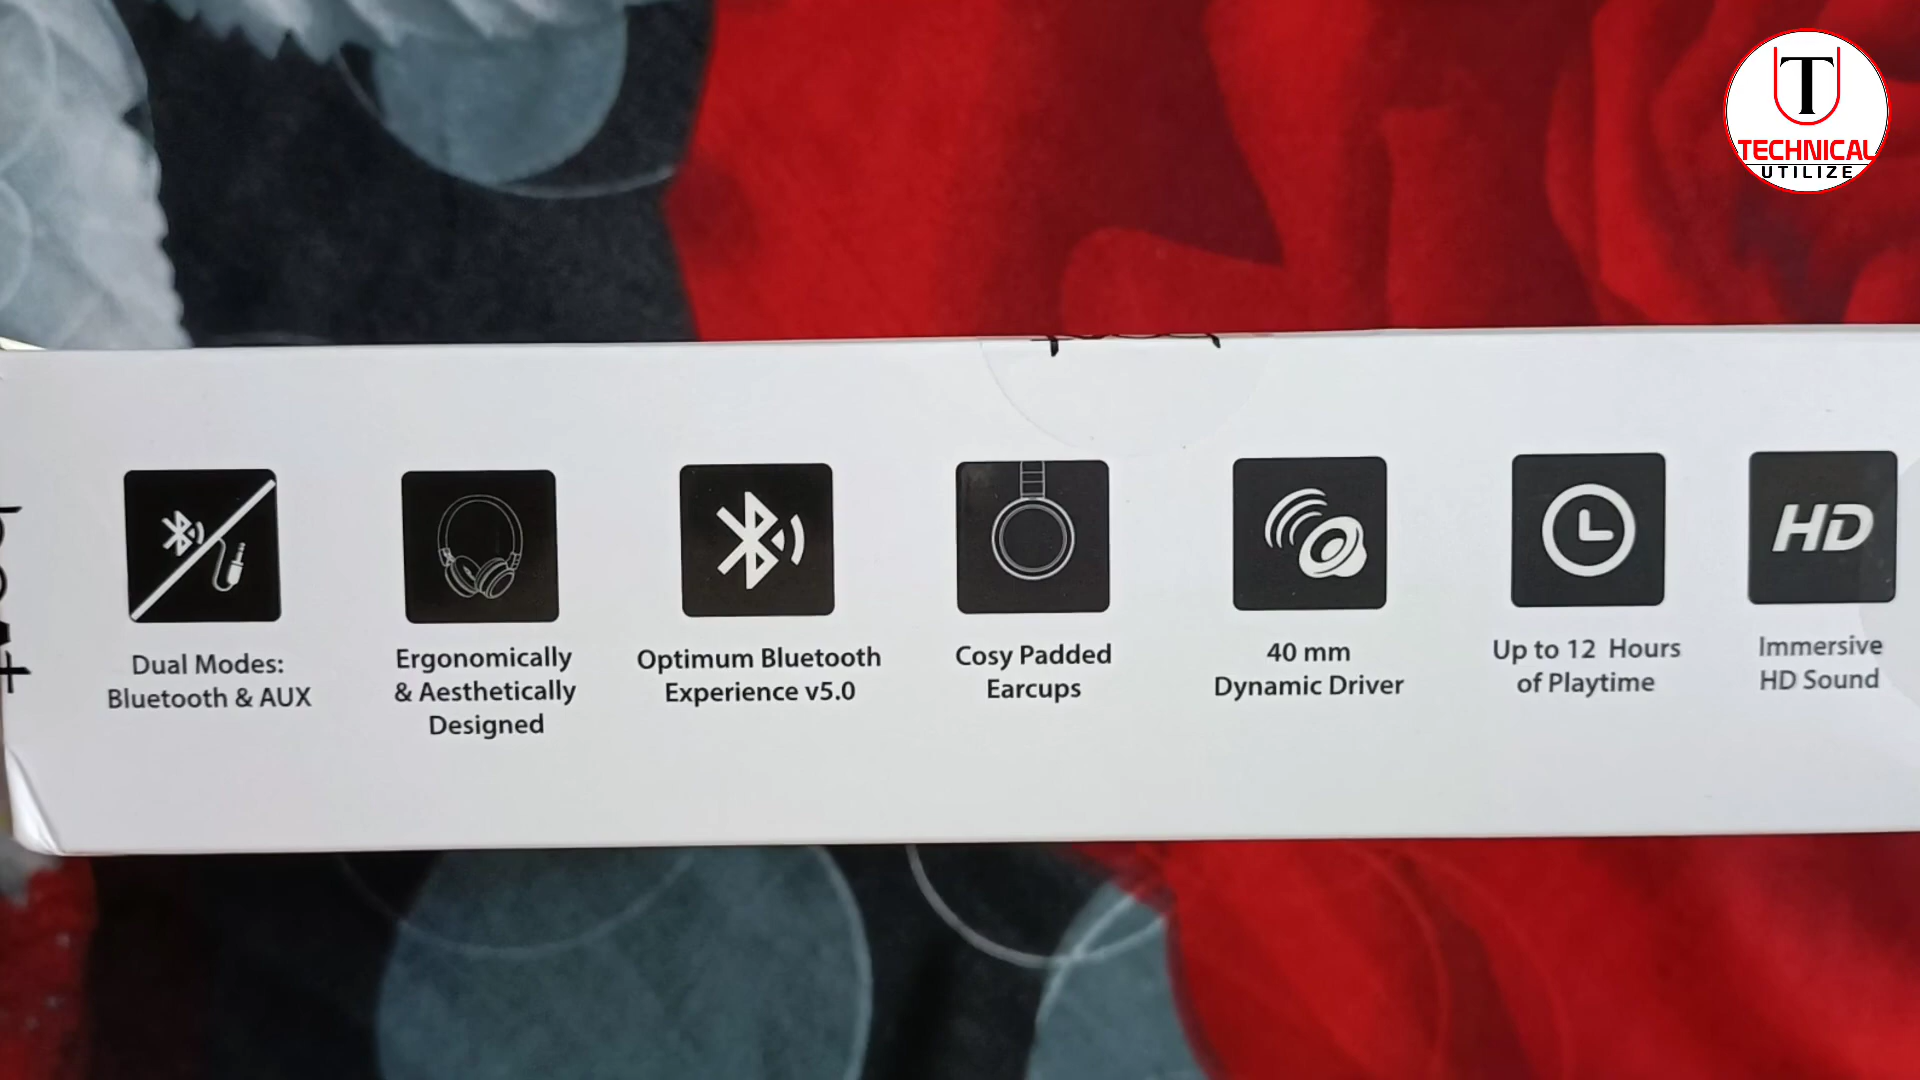 T
TECHNICAL
UTILIZE
HD
Dual Modes:
Bluetooth & AUX
Ergonomically
& Aesthetically
Designed
Optimum Bluetooth
Experience v5.0
Cosy Padded
Earcups
40 mm
Dynamic Driver
Up to 12 Hours
of Playtime
Immersive
HD Sound